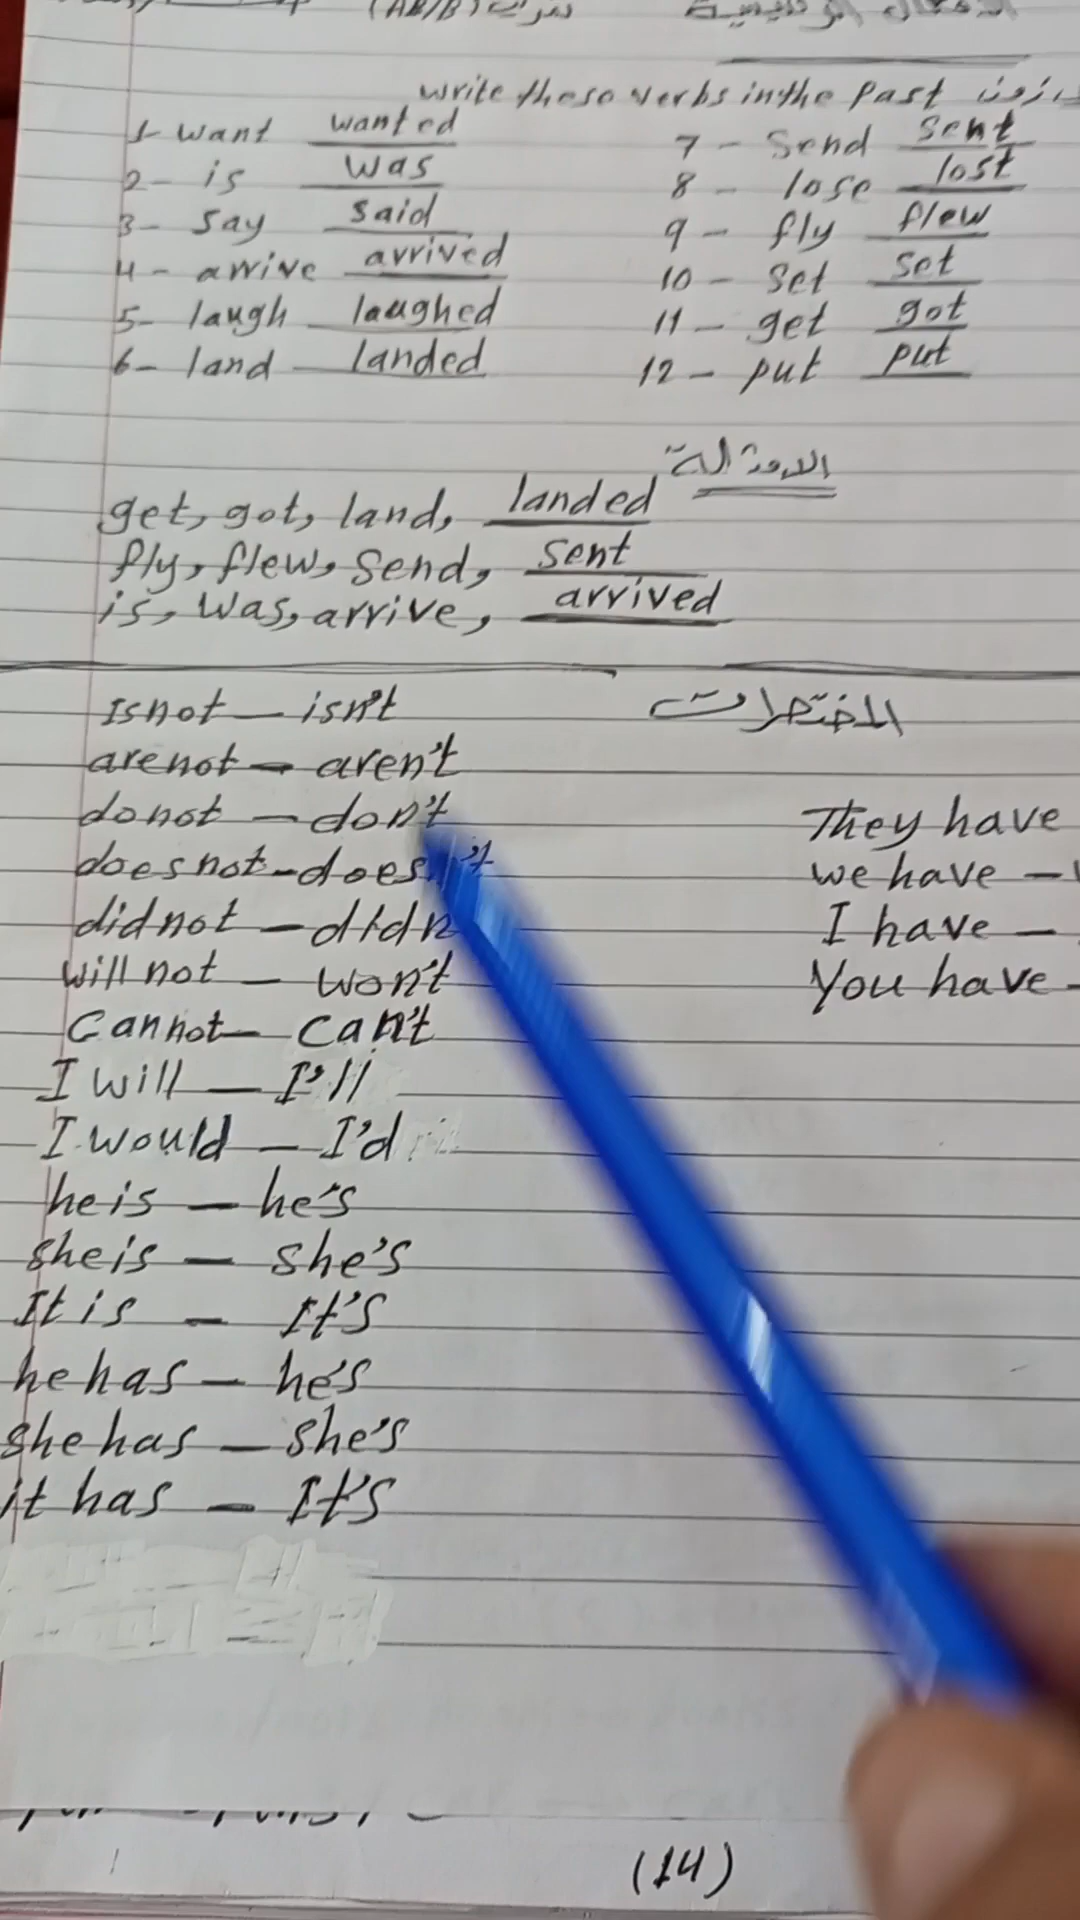 (AB/B)
write these verbs in the Past
1- want wanted
2- is was
3- say said
4- arrive arrived
5- laugh laughed
6- land landed
7- Send Sent
8- lose lost
9- fly flew
10- set set
11- get got
12- put put
الامثلة
get, got, land, landed
fly, flew, Send, Sent
is, Was, arrive, arrived
المختصرات
Is not — isn't
are not — aren't
do not — don't
does not — does 't
did not — didn
will not — won't
Can not — Can't
I will — I'll
I would — I'd
he is — he's
she is — she's
It is — It's
he has — he's
she has — she's
it has — It's
They have
we have —
I have —
You have -
(14)